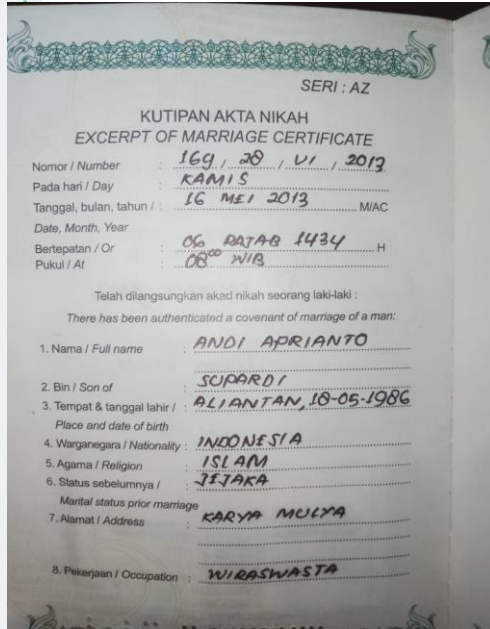 SERI : AZ
KUTIPAN AKTA NIKAH
EXCERPT OF MARRIAGE CERTIFICATE
Nomor / Number : 169, 28, VI, 2013
Pada hari / Day : KAMIS
Tanggal, bulan, tahun / : 16 MEI 2013 M/AC
Date, Month, Year
Bertepatan / Or : 06 RAJAB 1434 H
Pukul / At : 08⁰⁰ WIB
Telah dilangsungkan akad nikah seorang laki-laki :
There has been authenticated a covenant of marriage of a man:
1. Nama / Full name : ANDI APRIANTO
2. Bin / Son of : SUPARDI
3. Tempat & tanggal lahir / : ALIANTAN, 18-05-1986
Place and date of birth
4. Warganegara / Nationality : INDONESIA
5. Agama / Religion : ISLAM
6. Status sebelumnya / : JEJAKA
Marital status prior marriage
7. Alamat / Address : KARYA MULYA
8. Pekerjaan / Occupation : WIRASWASTA